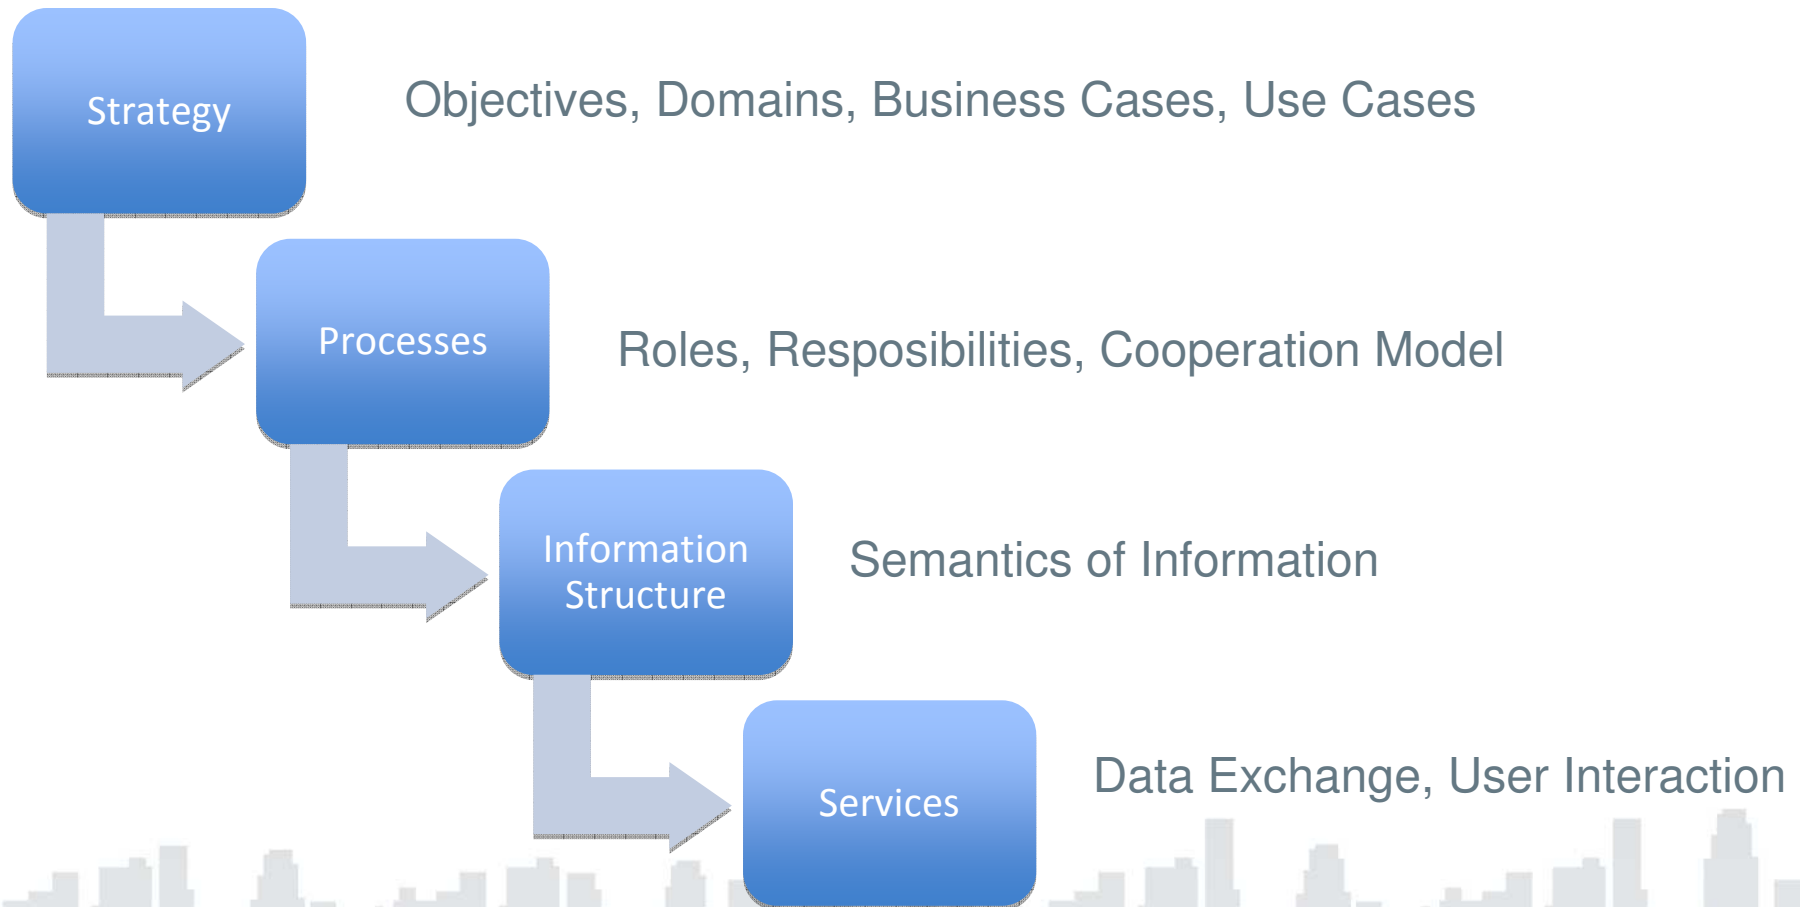 Strategy
Objectives, Domains, Business Cases, Use Cases
Processes
Roles, Resposibilities, Cooperation Model
Information
Structure
Semantics of Information
Services
Data Exchange, User Interaction